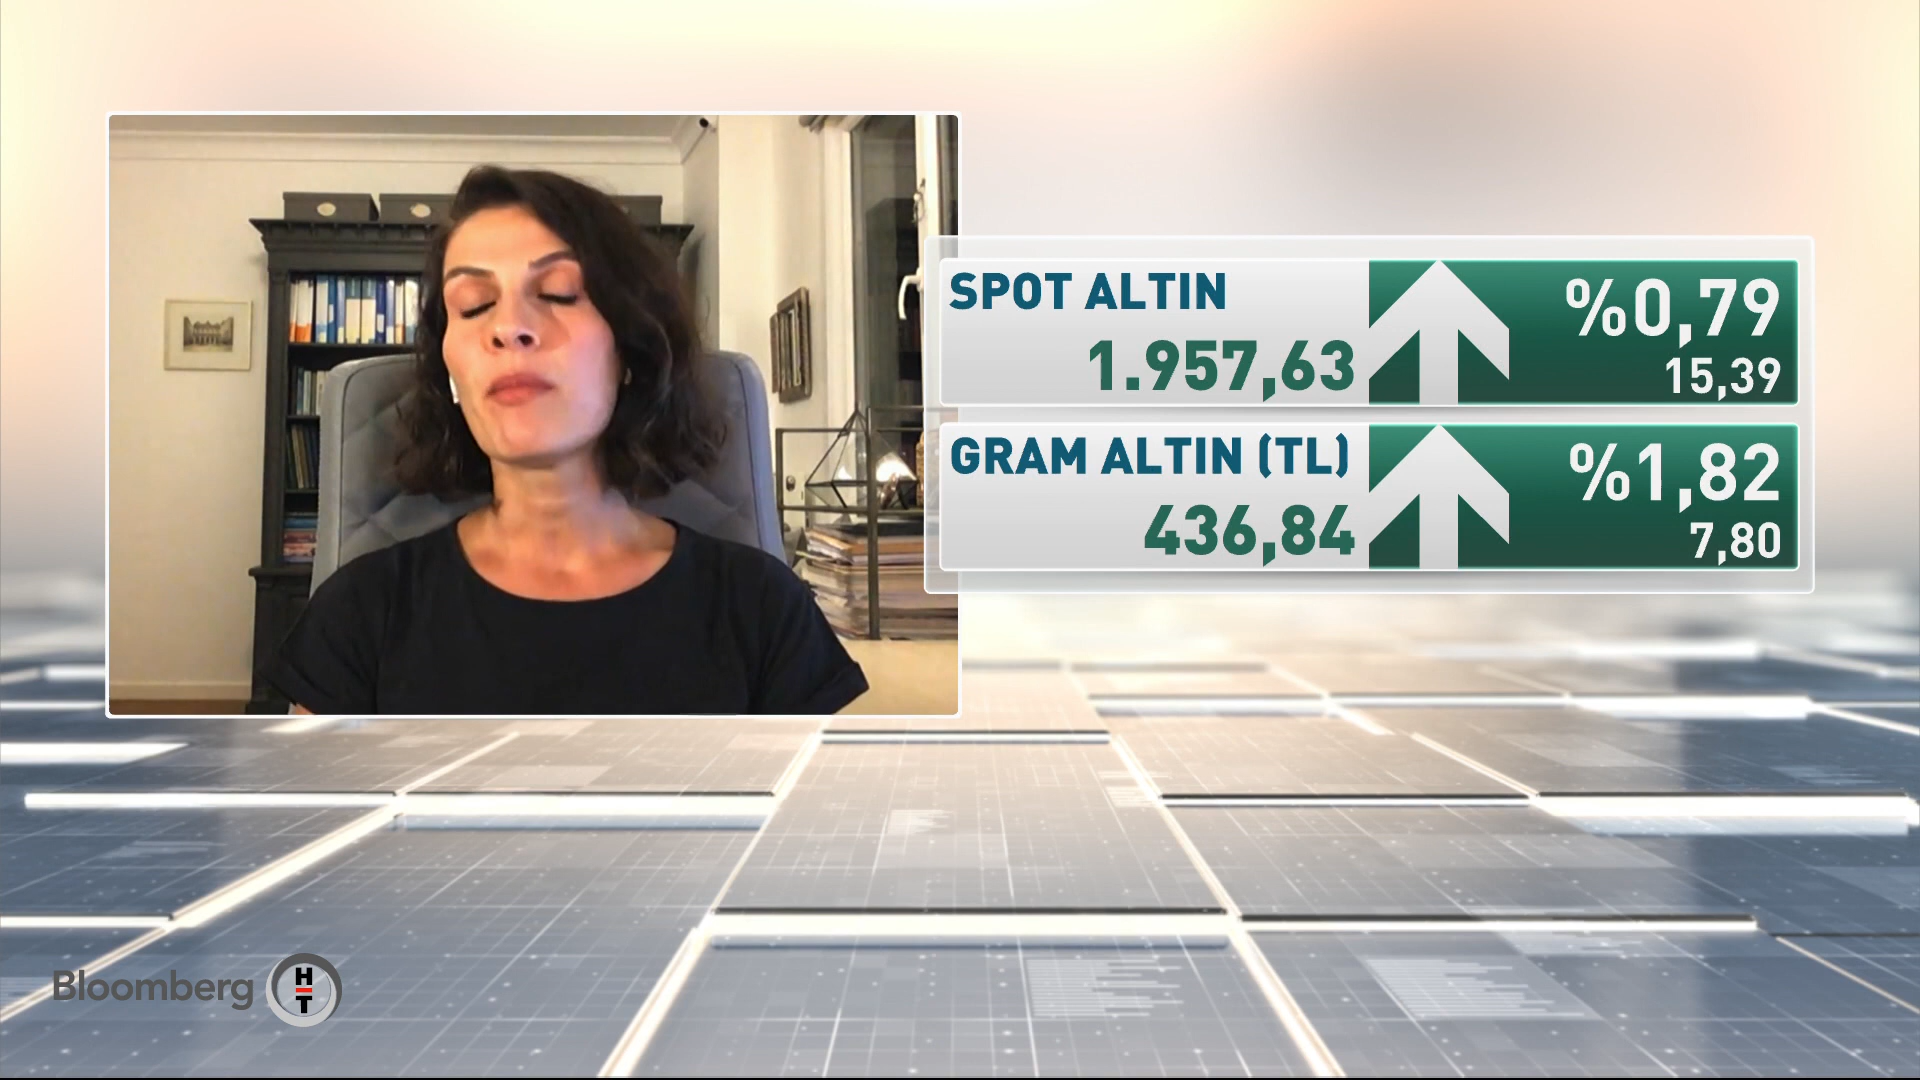 SPOT ALTIN
1.957,63
%0,79
15,39
GRAM ALTIN (TL)
436,84
%1,82
7,80
Bloomberg HT